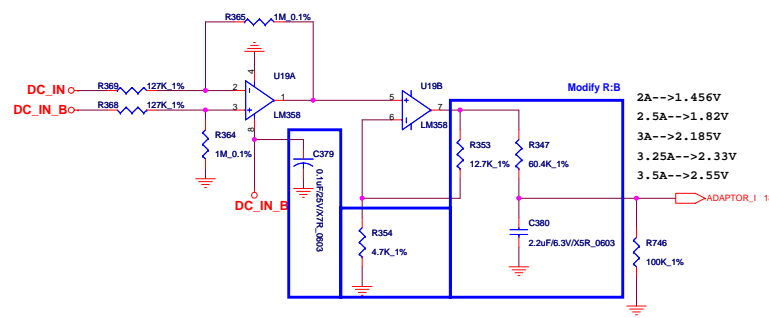 R365
1M_0.1%
4
U19A
DC_IN
R369
127K_1%
2
1
DC_IN_B
R368
127K_1%
3
LM358
8
R364
1M_0.1%
C379
0.1uF/25V/X7R_0603
DC_IN_B
U19B
5
7
6
LM358
Modify R:B
R353
12.7K_1%
R347
60.4K_1%
R354
4.7K_1%
C380
2.2uF/6.3V/X5R_0603
R746
100K_1%
2A-->1.456V
2.5A-->1.82V
3A-->2.185V
3.25A-->2.33V
3.5A-->2.55V
ADAPTOR_I